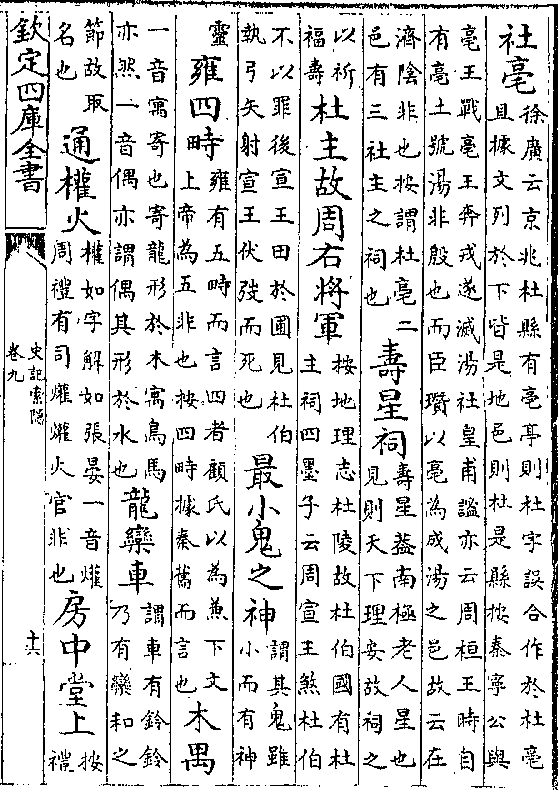 社亳徐廣云京兆杜縣有亳亭則杜字誤合作於杜亳
且據文列於下皆是地邑則杜是縣按秦寧公與
亳王戰亳王奔戎遂滅湯社皇甫謐亦云周桓王時自
有亳土號湯非殷也而臣瓚以亳為成湯之邑故云在
濟陰非也按謂杜亳二
邑有三社主之祠也
壽星祠壽星葢南極老人星也
見則天下理安故祠之
以祈
福壽
杜主故周右將軍按地理志杜陵故杜伯國有杜
主祠四墨子云周宣王煞杜伯
不以罪後宣王田於圃見杜伯
執弓矢射宣王伏弢而死也
最小鬼之神謂其鬼雖
小而有神
靈
雍四時雍有五時而言四者顧氏以為兼下文
上帝為五非也按四時據秦舊而言也
木禺
一音寓寄也寄龍形於木寓鳥馬
亦然一音偶亦謂偶其形於水也
龍欒車謂車有鈴鈴
乃有欒和之
節故取
名也
通權火權如字解如張晏一音爟
周禮有司爟爟火官非也
房中堂上按
禮
欽定四庫全書
史記索隱
卷九
十六